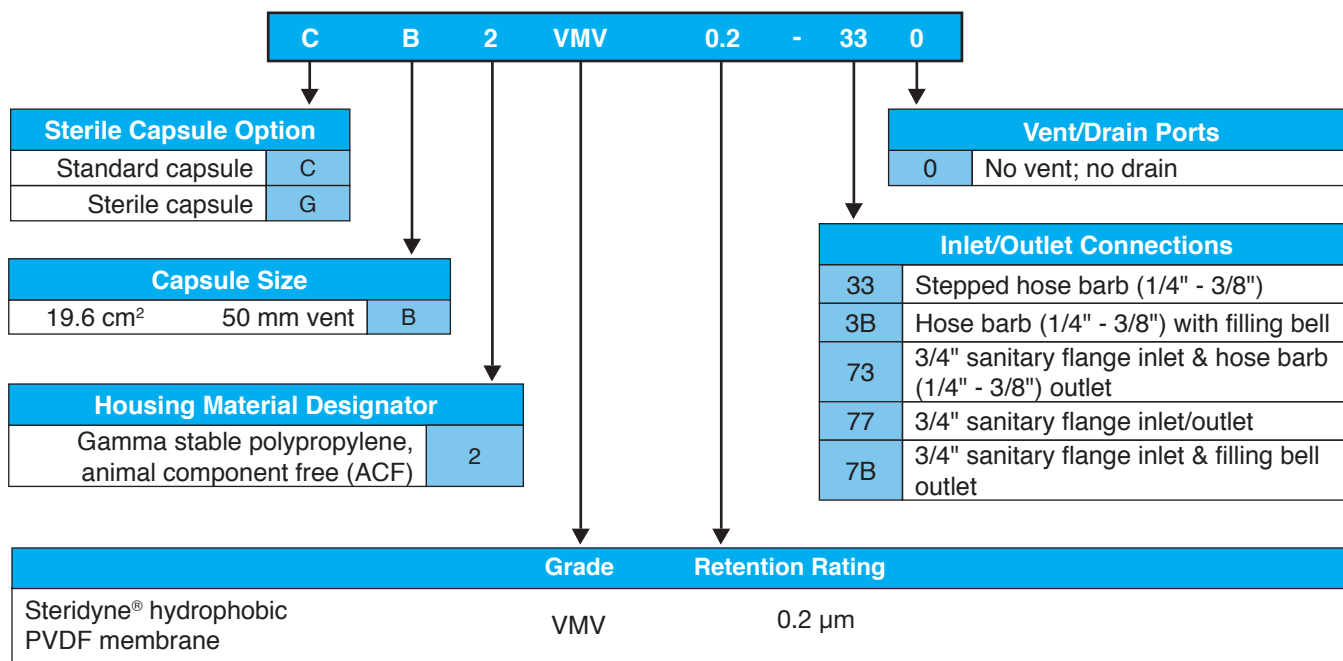 C B 2 VMV 0.2 - 33 0
Sterile Capsule Option
Standard capsule C
Sterile capsule G
Capsule Size
19.6 cm² 50 mm vent B
Housing Material Designator
Gamma stable polypropylene,
animal component free (ACF) 2
Vent/Drain Ports
0 No vent; no drain
Inlet/Outlet Connections
33 Stepped hose barb (1/4" - 3/8")
3B Hose barb (1/4" - 3/8") with filling bell
73 3/4" sanitary flange inlet & hose barb
(1/4" - 3/8") outlet
77 3/4" sanitary flange inlet/outlet
7B 3/4" sanitary flange inlet & filling bell
outlet
Grade Retention Rating
Steridyne® hydrophobic
PVDF membrane VMV 0.2 µm